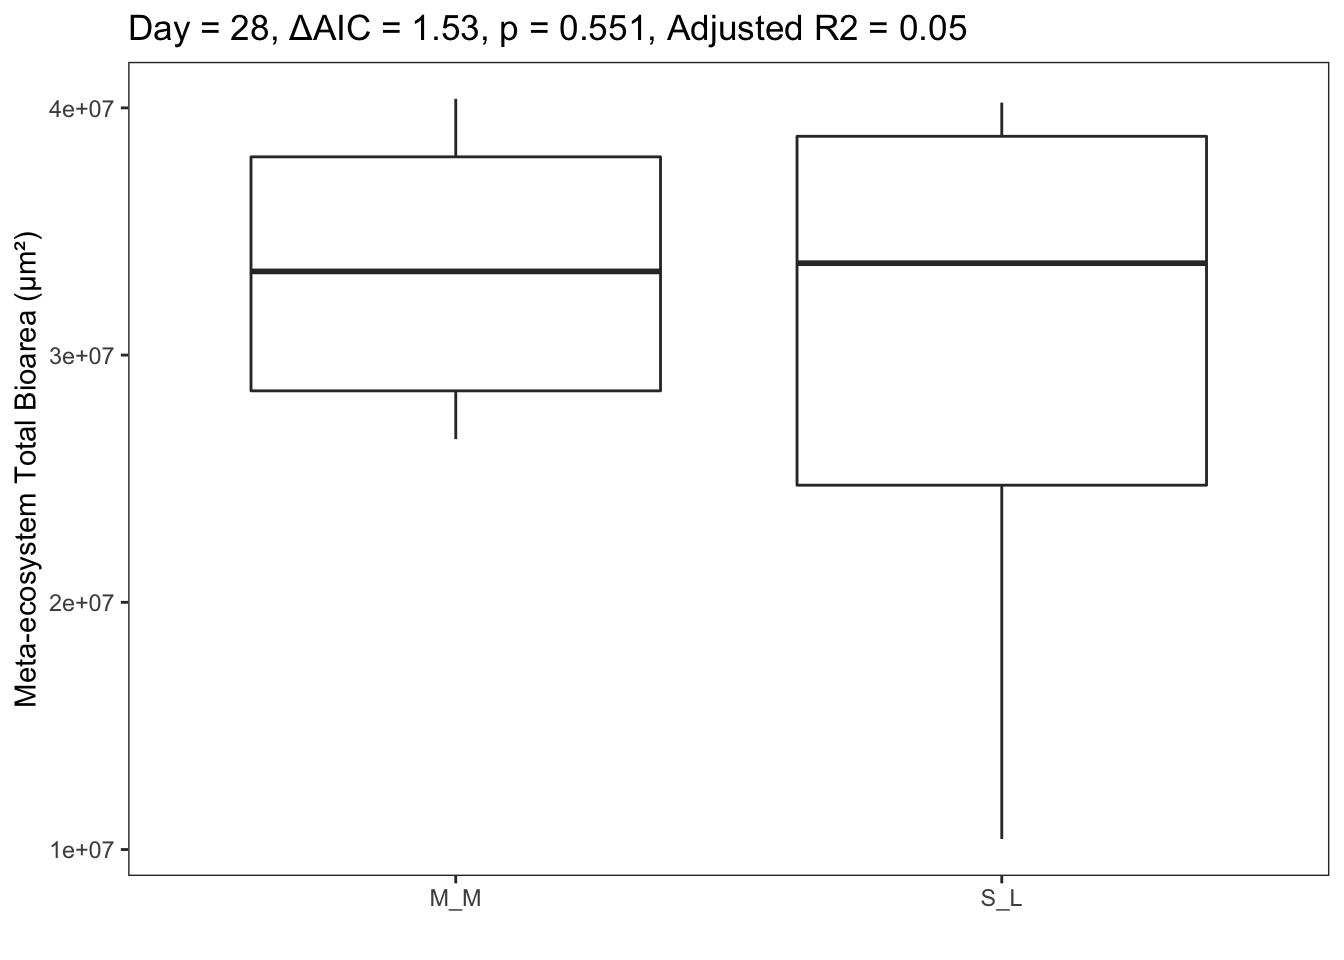 Day = 28, ΔAIC = 1.53, p = 0.551, Adjusted R2 = 0.05
Meta-ecosystem Total Bioarea (μm²)
4e+07
3e+07
2e+07
1e+07
M_M
S_L